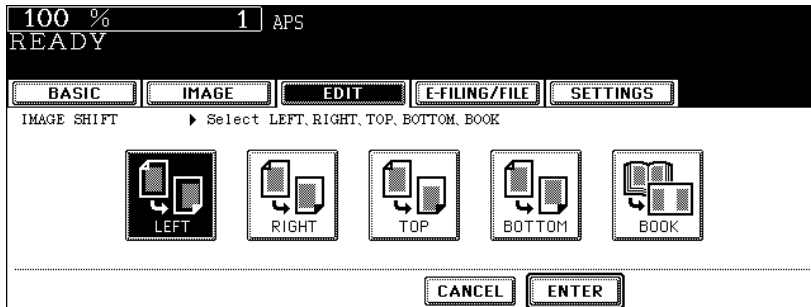 100 % 1 APS
READY
BASIC IMAGE EDIT E-FILING/FILE SETTINGS
IMAGE SHIFT ▶ Select LEFT, RIGHT, TOP, BOTTOM, BOOK
LEFT RIGHT TOP BOTTOM BOOK
CANCEL ENTER